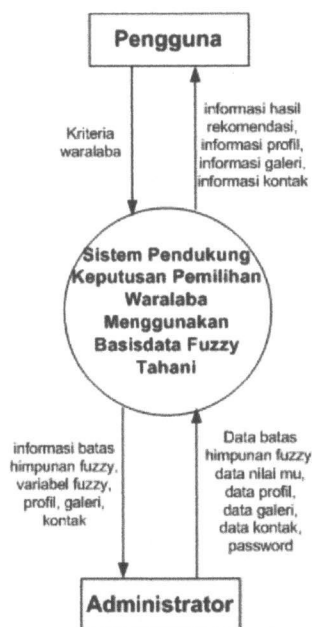 Pengguna
Kriteria
waralaba
informasi hasil
rekomendasi,
informasi profil,
informasi galeri,
informasi kontak
Sistem Pendukung
Keputusan Pemilihan
Waralaba
Menggunakan
Basisdata Fuzzy
Tahani
informasi batas
himpunan fuzzy,
variabel fuzzy,
profil, galeri,
kontak
Data batas
himpunan fuzzy
data nilai mu,
data profil,
data galeri,
data kontak,
password
Administrator